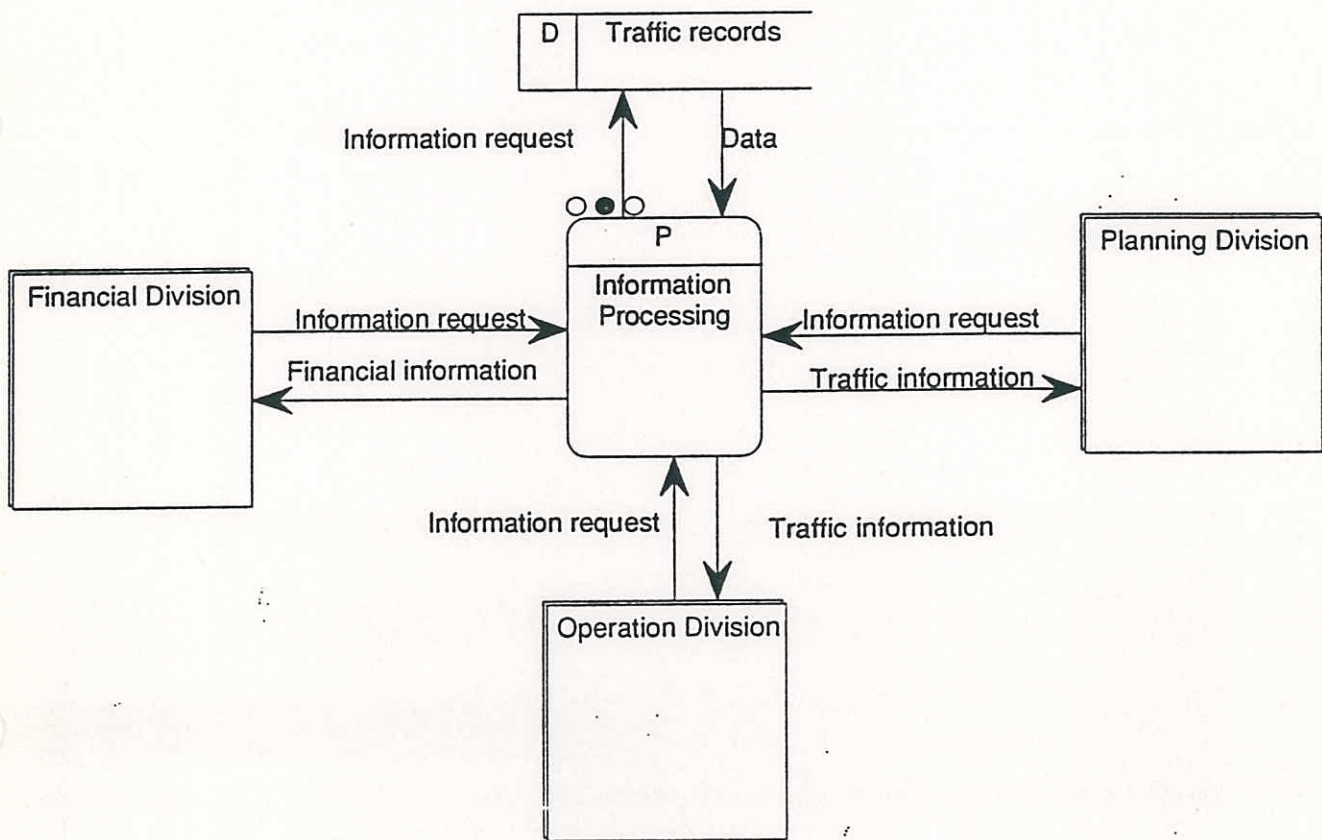 D Traffic records
Information request
Data
P
Planning Division
Financial Division
Information
Processing
Information request
Information request
Financial information
Traffic information
Information request
Traffic information
Operation Division